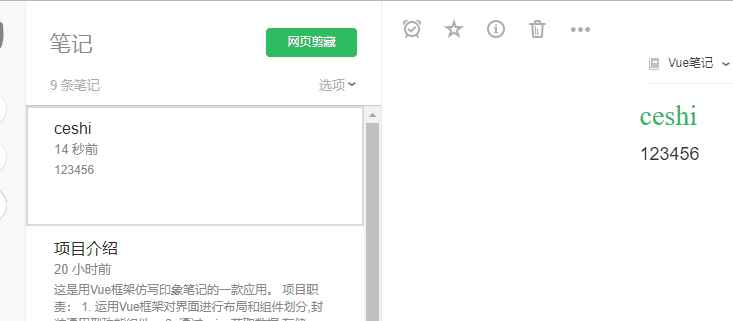 笔记
网页剪藏
9 条笔记
选项
ceshi
14 秒前
123456
项目介绍
20 小时前
这是用Vue框架仿写印象笔记的一款应用。 项目职
责： 1. 运用Vue框架对界面进行布局和组件划分,封
Vue笔记
ceshi
123456